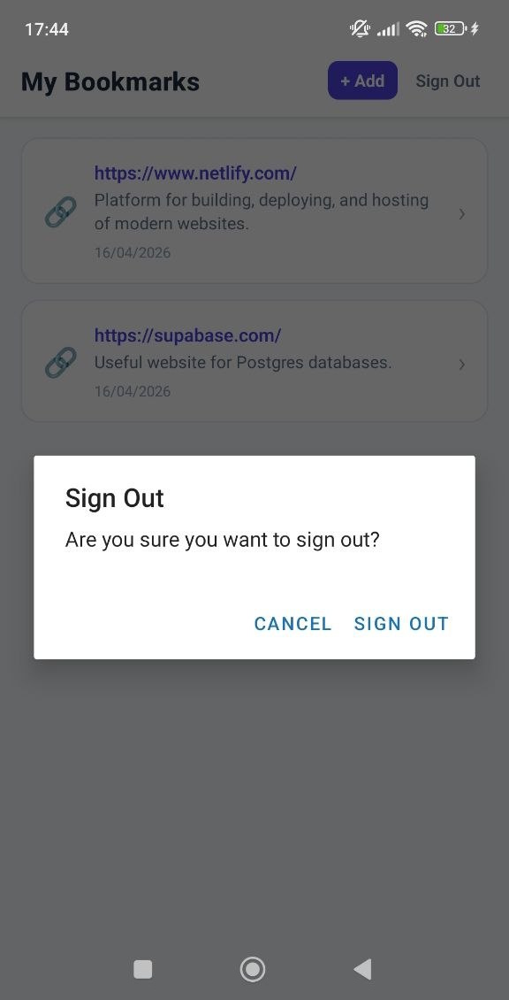 17:44
32
My Bookmarks
+ Add
Sign Out
https://www.netlify.com/
Platform for building, deploying, and hosting
of modern websites.
16/04/2026
https://supabase.com/
Useful website for Postgres databases.
16/04/2026
Sign Out
Are you sure you want to sign out?
CANCEL
SIGN OUT